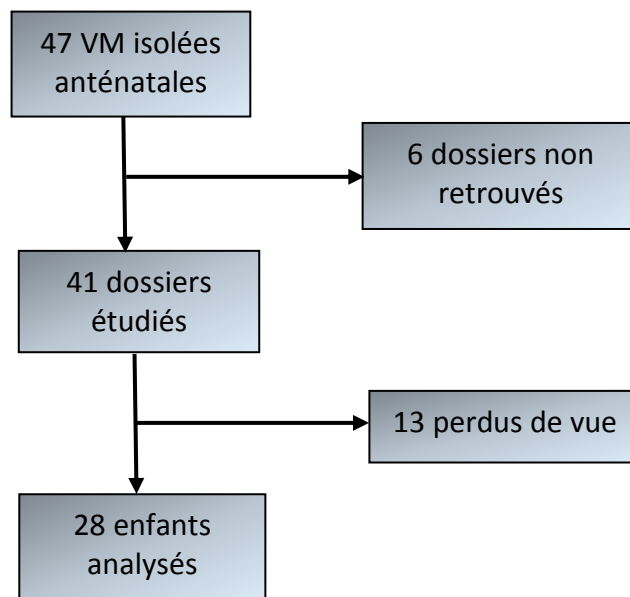 47 VM isolées
anténatales
6 dossiers non
retrouvés
41 dossiers
étudiés
13 perdus de vue
28 enfants
analysés